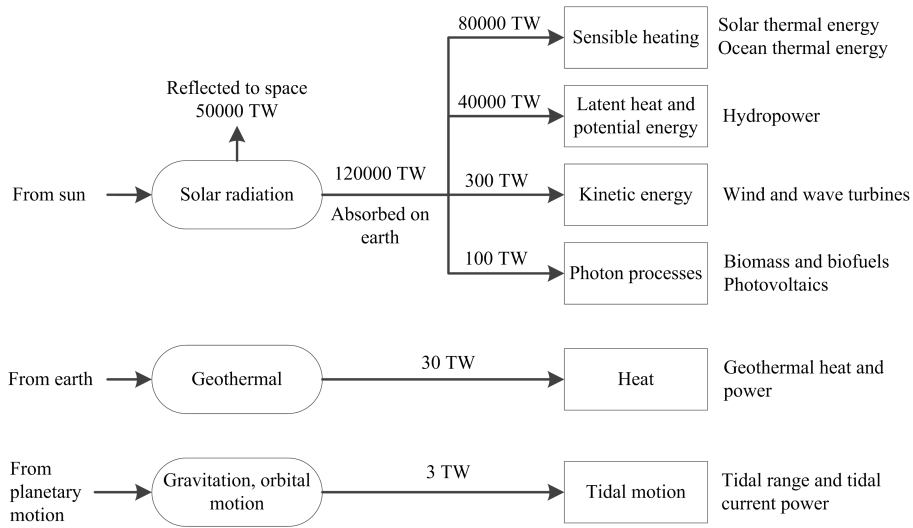 80000 TW
Sensible heating
Solar thermal energy
Ocean thermal energy
Reflected to space
50000 TW
40000 TW
Latent heat and
potential energy
Hydropower
From sun
Solar radiation
120000 TW
Absorbed on
earth
300 TW
Kinetic energy
Wind and wave turbines
100 TW
Photon processes
Biomass and biofuels
Photovoltaics
From earth
Geothermal
30 TW
Heat
Geothermal heat and
power
From
planetary
motion
Gravitation, orbital
motion
3 TW
Tidal motion
Tidal range and tidal
current power